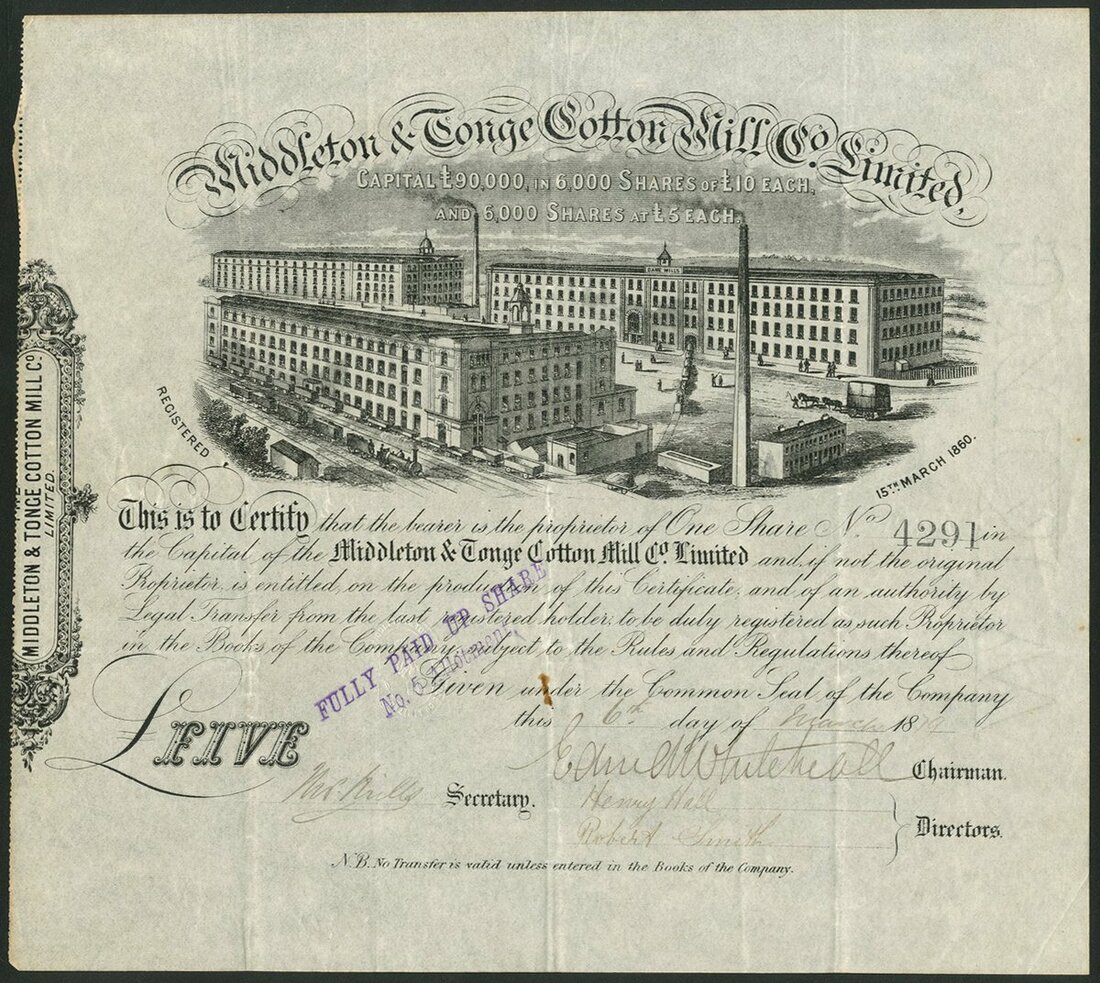 Middleton & Tonge Cotton Mill Co. Limited,
CAPITAL £90,000, IN 6,000 SHARES OF £10 EACH,
AND 6,000 SHARES AT £5 EACH.
REGISTERED
15TH MARCH 1860.
MIDDLETON & TONGE COTTON MILL CO
LIMITED.
This is to Certify that the bearer is the proprietor of One Share No. 4291 in
the Capital of the Middleton & Tonge Cotton Mill Co. Limited and, if not the original
Proprietor, is entitled, on the production of this Certificate, and of an authority by
Legal Transfer from the last registered holder, to be duly registered as such Proprietor
in the Books of the Company, subject to the Rules and Regulations thereof
FULLY PAID UP SHARE
No. 5 Allotment
Given under the Common Seal of the Company
this 6th day of March 18
£FIVE
Chairman.
Secretary.
Henry Hall
Robert Smith
Directors.
N.B. No Transfer is valid unless entered in the Books of the Company.